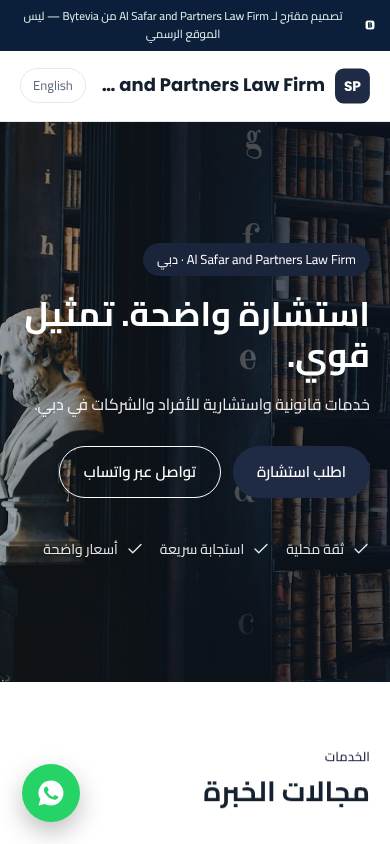 تصميم مقترح لـ Al Safar and Partners Law Firm من Bytevia — ليس
الموقع الرسمي
SP
... and Partners Law Firm
English
k
i
h
g
f
e
d
c
Al Safar and Partners Law Firm · دبي
استشارة واضحة. تمثيل
قوي.
خدمات قانونية واستشارية للأفراد والشركات في دبي.
اطلب استشارة
تواصل عبر واتساب
ثقة محلية
استجابة سريعة
أسعار واضحة
الخدمات
مجالات الخبرة